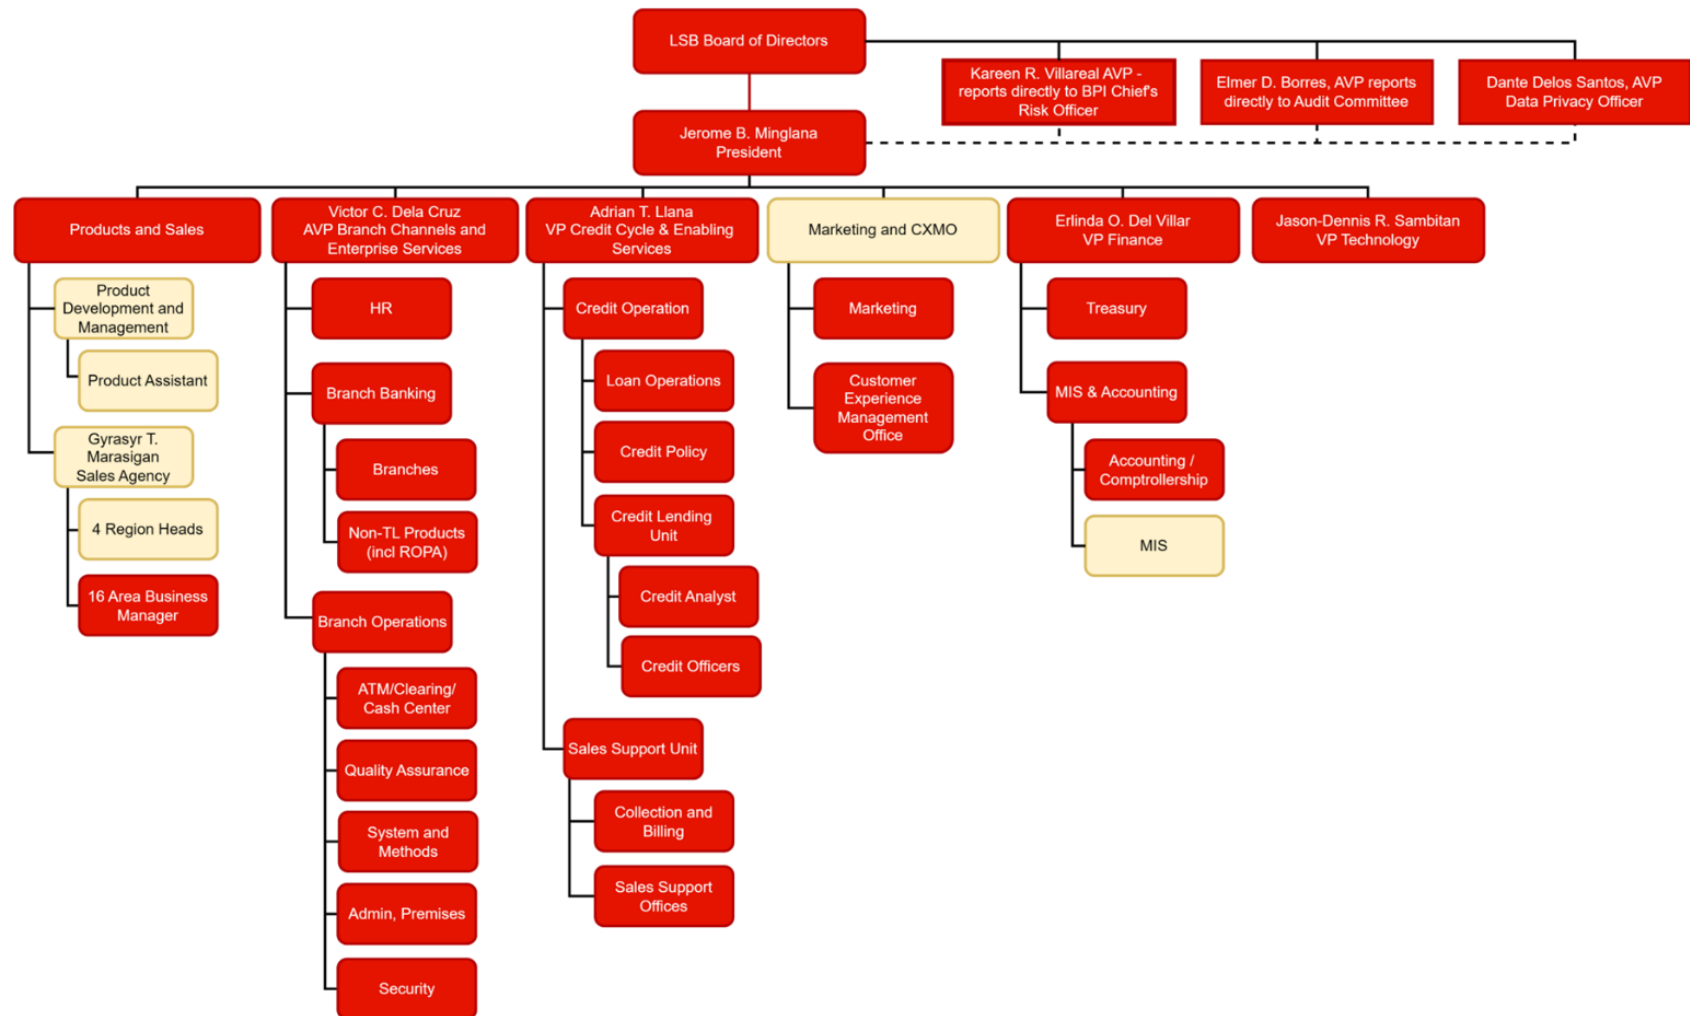 LSB Board of Directors
Kareen R. Villareal AVP -
reports directly to BPI Chief's
Risk Officer
Elmer D. Borres, AVP reports
directly to Audit Committee
Dante Delos Santos, AVP
Data Privacy Officer
Jerome B. Minglana
President
Products and Sales
Victor C. Dela Cruz
AVP Branch Channels and
Enterprise Services
Adrian T. Llana
VP Credit Cycle & Enabling
Services
Marketing and CXMO
Erlinda O. Del Villar
VP Finance
Jason-Dennis R. Sambitan
VP Technology
Product
Development and
Management
Product Assistant
Gyrasyr T.
Marasigan
Sales Agency
4 Region Heads
16 Area Business
Manager
HR
Branch Banking
Branches
Non-TL Products
(incl ROPA)
Branch Operations
ATM/Clearing/
Cash Center
Quality Assurance
System and
Methods
Admin, Premises
Security
Credit Operation
Loan Operations
Credit Policy
Credit Lending
Unit
Credit Analyst
Credit Officers
Sales Support Unit
Collection and
Billing
Sales Support
Offices
Marketing
Customer
Experience
Management
Office
Treasury
MIS & Accounting
Accounting /
Comptrollership
MIS